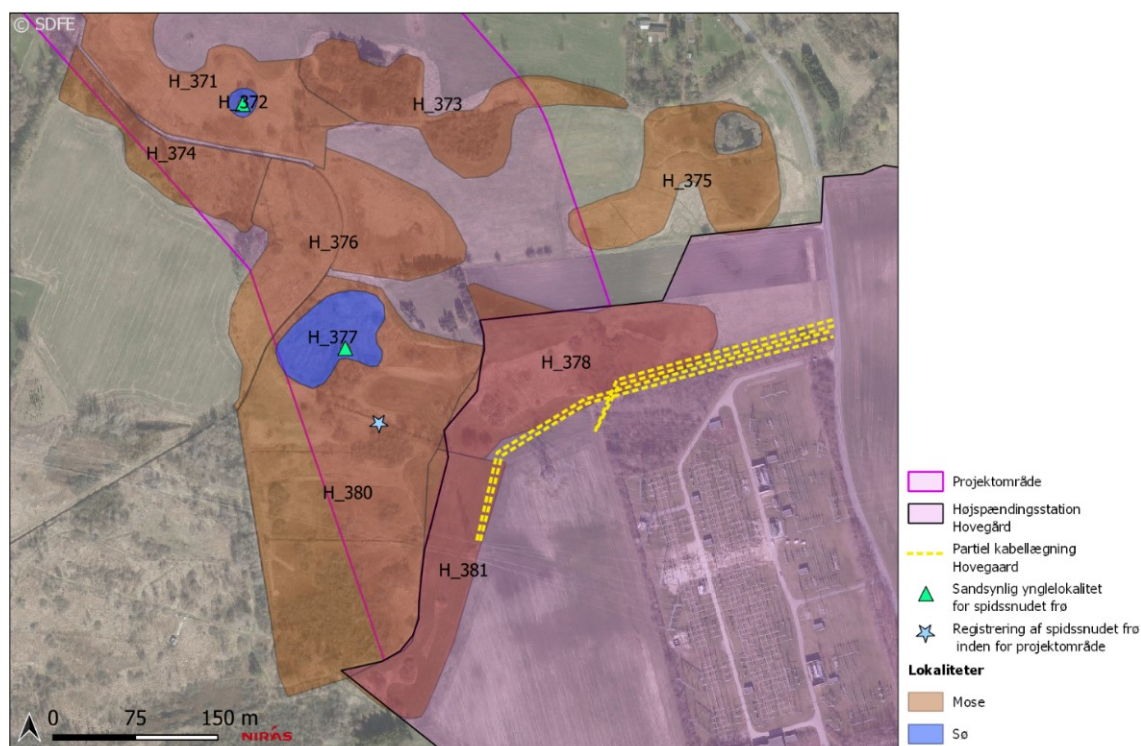 © SDFE
H_371
H_372
H_373
H_374
H_375
H_376
H_377
H_378
H_380
H_381
0 75 150 m
NIRÁS
Projektområde
Højspændingsstation
Hovegård
Partiel kabellægning
Hovegaard
Sandsynlig ynglelokalitet
for spidssnudet frø
Registrering af spidssnudet frø
inden for projektområde
Lokaliteter
Mose
Sø